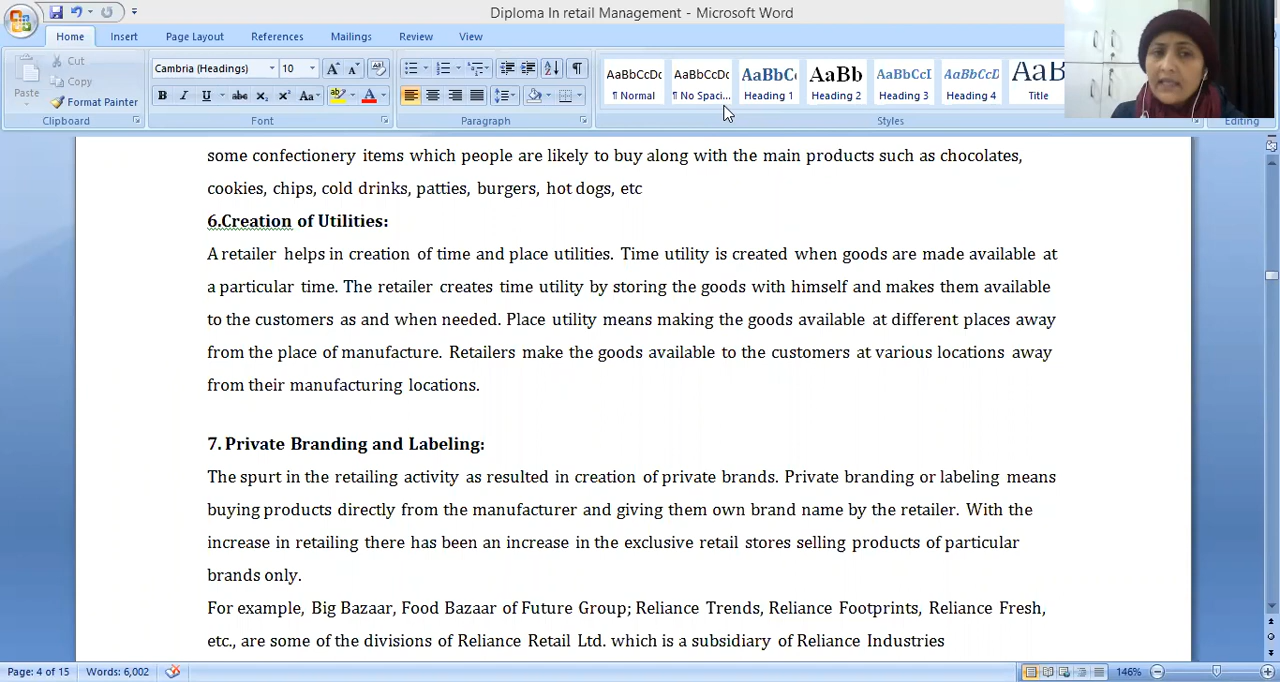 Diploma In retail Management - Microsoft Word
Home Insert Page Layout References Mailings Review View
Paste Cut Copy Format Painter
Cambria (Headings) 10
AaBbCcDc AaBbCcDc AaBbC AaBb AaBbCcI AaBbCcD AaB
¶ Normal ¶ No Spaci... Heading 1 Heading 2 Heading 3 Heading 4 Title
Clipboard Font Paragraph Styles Editing
some confectionery items which people are likely to buy along with the main products such as chocolates,
cookies, chips, cold drinks, patties, burgers, hot dogs, etc
6.Creation of Utilities:
A retailer helps in creation of time and place utilities. Time utility is created when goods are made available at
a particular time. The retailer creates time utility by storing the goods with himself and makes them available
to the customers as and when needed. Place utility means making the goods available at different places away
from the place of manufacture. Retailers make the goods available to the customers at various locations away
from their manufacturing locations.
7. Private Branding and Labeling:
The spurt in the retailing activity as resulted in creation of private brands. Private branding or labeling means
buying products directly from the manufacturer and giving them own brand name by the retailer. With the
increase in retailing there has been an increase in the exclusive retail stores selling products of particular
brands only.
For example, Big Bazaar, Food Bazaar of Future Group; Reliance Trends, Reliance Footprints, Reliance Fresh,
etc., are some of the divisions of Reliance Retail Ltd. which is a subsidiary of Reliance Industries
Page: 4 of 15 Words: 6,002 146%